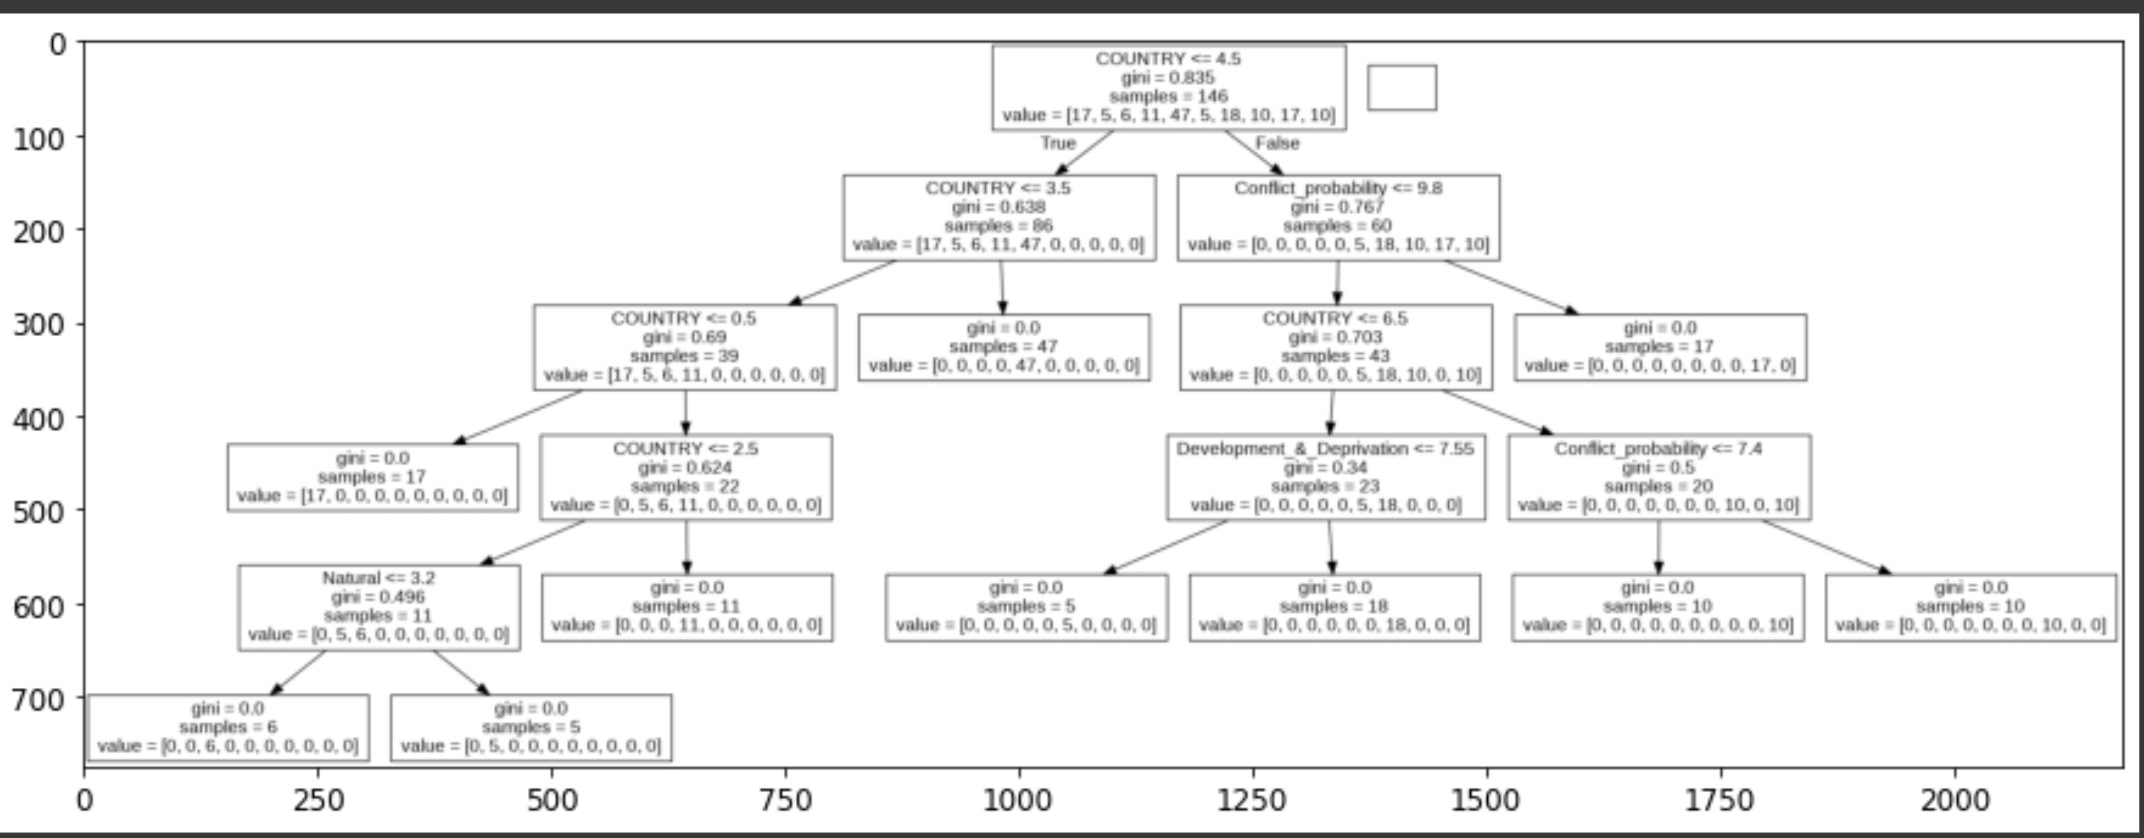 0
100
200
300
400
500
600
700
COUNTRY <= 4.5
gini = 0.835
samples = 146
value = [17, 5, 6, 11, 47, 5, 18, 10, 17, 10]
True
False
COUNTRY <= 3.5
gini = 0.638
samples = 86
value = [17, 5, 6, 11, 47, 0, 0, 0, 0, 0]
Conflict_probability <= 9.8
gini = 0.767
samples = 60
value = [0, 0, 0, 0, 0, 5, 18, 10, 17, 10]
COUNTRY <= 0.5
gini = 0.69
samples = 39
value = [17, 5, 6, 11, 0, 0, 0, 0, 0, 0]
gini = 0.0
samples = 47
value = [0, 0, 0, 0, 47, 0, 0, 0, 0, 0]
COUNTRY <= 6.5
gini = 0.703
samples = 43
value = [0, 0, 0, 0, 0, 5, 18, 10, 0, 10]
gini = 0.0
samples = 17
value = [0, 0, 0, 0, 0, 0, 0, 0, 17, 0]
gini = 0.0
samples = 17
value = [17, 0, 0, 0, 0, 0, 0, 0, 0, 0]
COUNTRY <= 2.5
gini = 0.624
samples = 22
value = [0, 5, 6, 11, 0, 0, 0, 0, 0, 0]
Development_&_Deprivation <= 7.55
gini = 0.34
samples = 23
value = [0, 0, 0, 0, 0, 5, 18, 0, 0, 0]
Conflict_probability <= 7.4
gini = 0.5
samples = 20
value = [0, 0, 0, 0, 0, 0, 0, 10, 0, 10]
Natural <= 3.2
gini = 0.496
samples = 11
value = [0, 5, 6, 0, 0, 0, 0, 0, 0, 0]
gini = 0.0
samples = 11
value = [0, 0, 0, 11, 0, 0, 0, 0, 0, 0]
gini = 0.0
samples = 5
value = [0, 0, 0, 0, 0, 5, 0, 0, 0, 0]
gini = 0.0
samples = 18
value = [0, 0, 0, 0, 0, 0, 18, 0, 0, 0]
gini = 0.0
samples = 10
value = [0, 0, 0, 0, 0, 0, 0, 0, 0, 10]
gini = 0.0
samples = 10
value = [0, 0, 0, 0, 0, 0, 0, 10, 0, 0]
gini = 0.0
samples = 6
value = [0, 0, 6, 0, 0, 0, 0, 0, 0, 0]
gini = 0.0
samples = 5
value = [0, 5, 0, 0, 0, 0, 0, 0, 0, 0]
0 250 500 750 1000 1250 1500 1750 2000